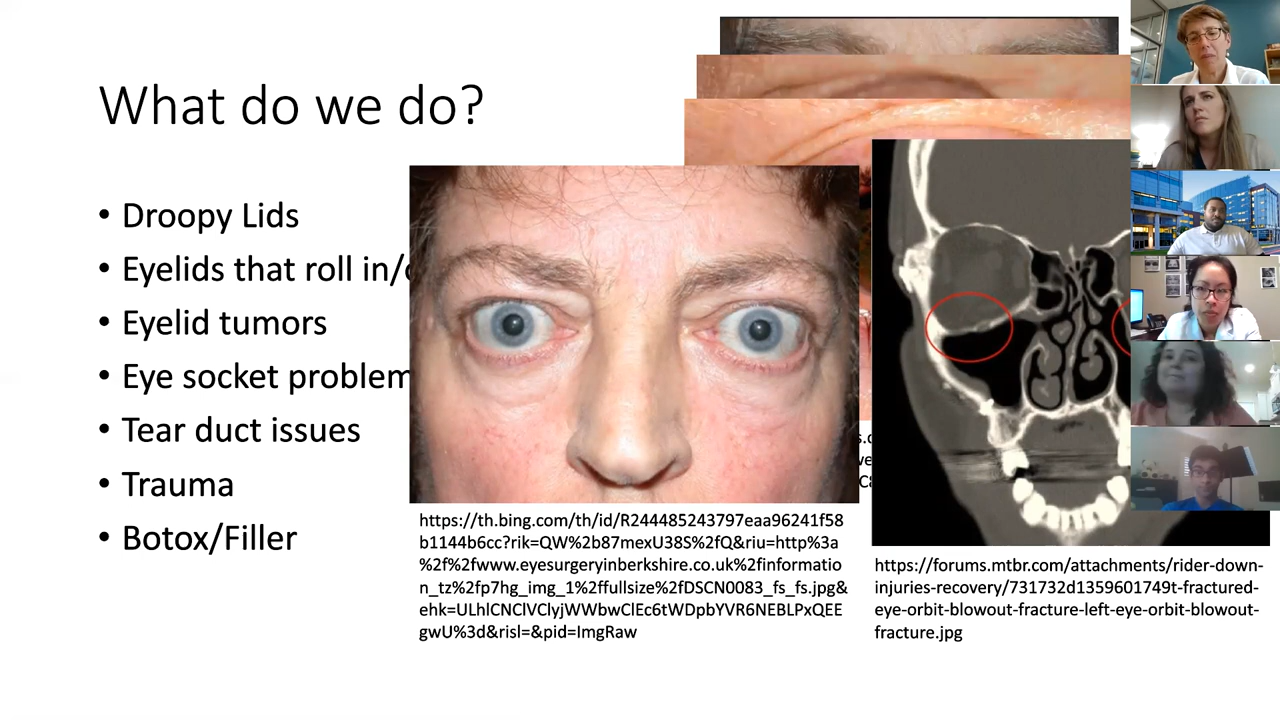 What do we do?
• Droopy Lids
• Eyelids that roll in/
• Eyelid tumors
• Eye socket problem
• Tear duct issues
• Trauma
• Botox/Filler
https://th.bing.com/th/id/R244485243797eaa96241f58
b1144b6cc?rik=QW%2b87mexU38S%2fQ&riu=http%3a
%2f%2fwww.eyesurgeryinberkshire.co.uk%2finformatio
n_tz%2fp7hg_img_1%2ffullsize%2fDSCN0083_fs_fs.jpg&
ehk=ULhlCNClVClyjWWbwClEc6tWDpbYVR6NEBLPxQEE
gwU%3d&risl=&pid=ImgRaw
https://forums.mtbr.com/attachments/rider-down-
injuries-recovery/731732d1359601749t-fractured-
eye-orbit-blowout-fracture-left-eye-orbit-blowout-
fracture.jpg